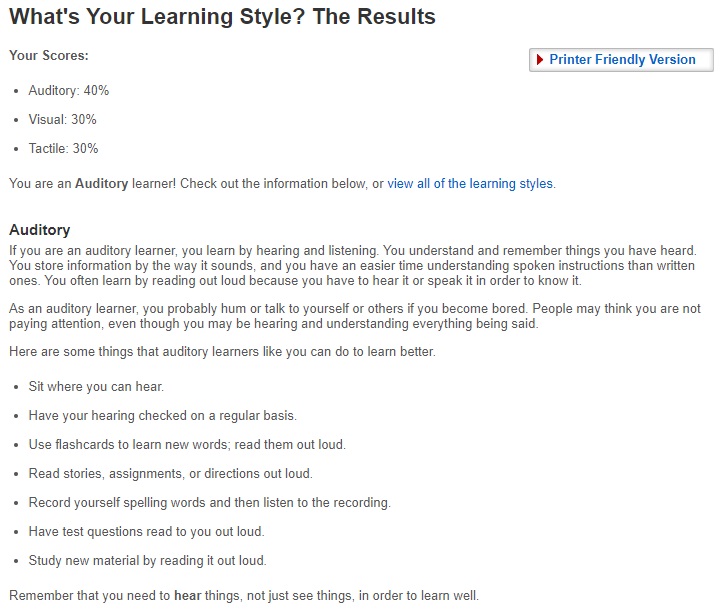 What's Your Learning Style? The Results
Your Scores:
Printer Friendly Version
• Auditory: 40%
• Visual: 30%
• Tactile: 30%
You are an Auditory learner! Check out the information below, or view all of the learning styles.
Auditory
If you are an auditory learner, you learn by hearing and listening. You understand and remember things you have heard.
You store information by the way it sounds, and you have an easier time understanding spoken instructions than written
ones. You often learn by reading out loud because you have to hear it or speak it in order to know it.
As an auditory learner, you probably hum or talk to yourself or others if you become bored. People may think you are not
paying attention, even though you may be hearing and understanding everything being said.
Here are some things that auditory learners like you can do to learn better.
• Sit where you can hear.
• Have your hearing checked on a regular basis.
• Use flashcards to learn new words; read them out loud.
• Read stories, assignments, or directions out loud.
• Record yourself spelling words and then listen to the recording.
• Have test questions read to you out loud.
• Study new material by reading it out loud.
Remember that you need to hear things, not just see things, in order to learn well.